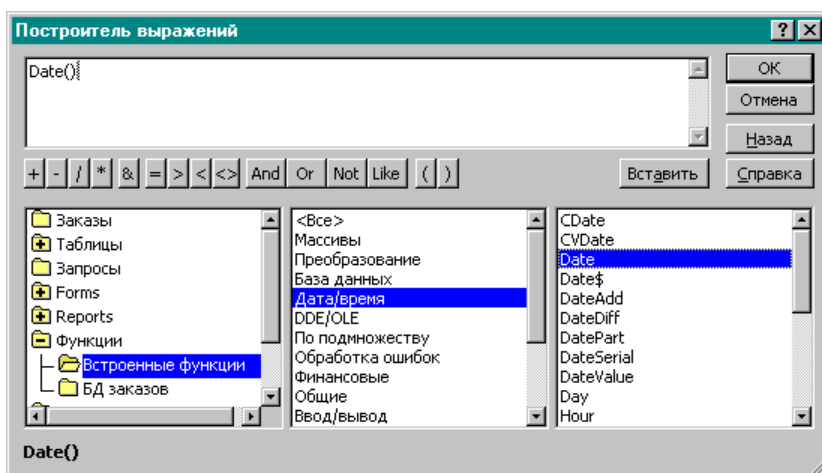 Построитель выражений
Date()
ОК
Отмена
Назад
+ - / * & = > < <> And Or Not Like ( ) Вставить Справка
Заказы
Таблицы
Запросы
Forms
Reports
Функции
Встроенные функции
БД заказов
<Все>
Массивы
Преобразование
База данных
Дата/время
DDE/OLE
По подмножеству
Обработка ошибок
Финансовые
Общие
Ввод/вывод
CDate
CVDate
Date
Date$
DateAdd
DateDiff
DatePart
DateSerial
DateValue
Day
Hour
Date()